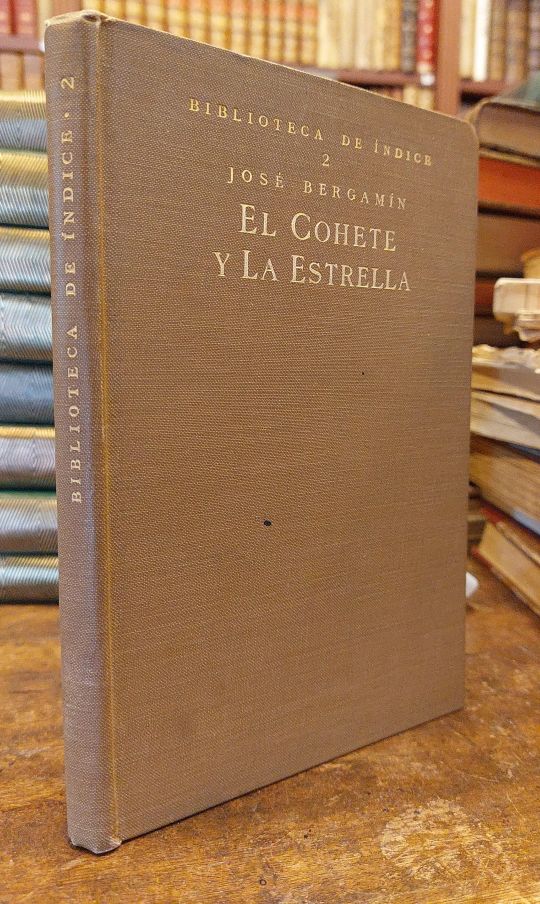 BIBLIOTECA DE ÍNDICE
2
JOSÉ BERGAMÍN
EL COHETE
Y LA ESTRELLA
BIBLIOTECA DE ÍNDICE • 2